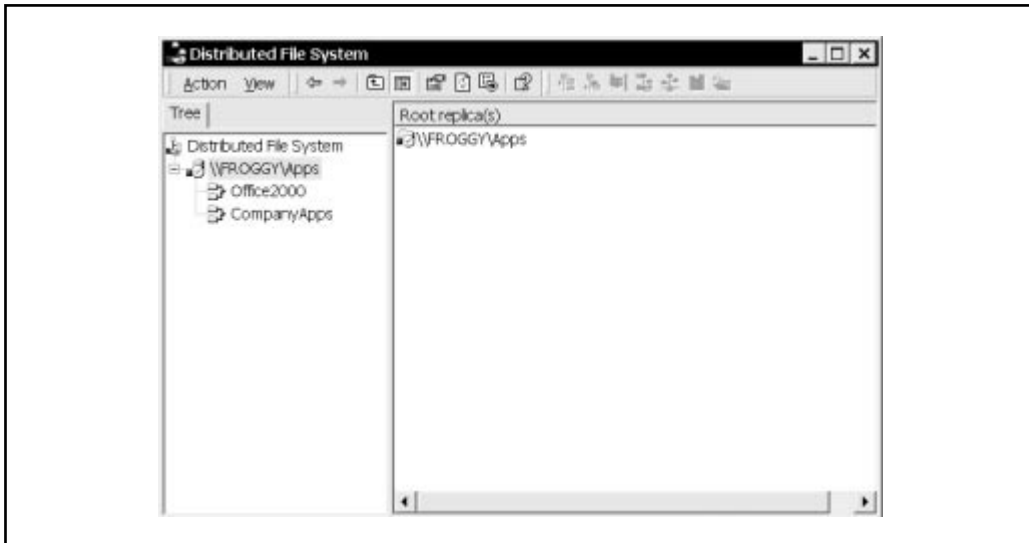 Distributed File System
Action View
Tree
Root replica(s)
Distributed File System
\\FROGGY\Apps
\\FROGGY\Apps
Office2000
CompanyApps